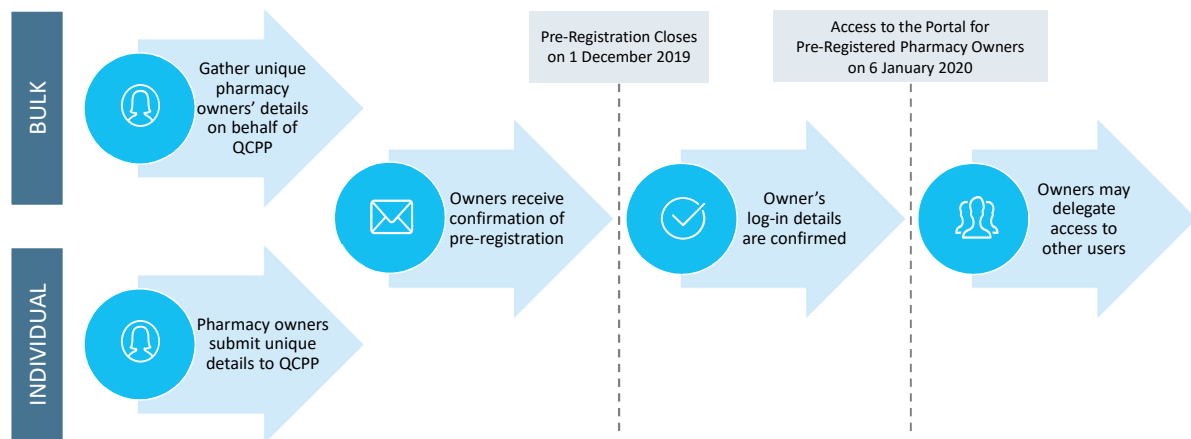 BULK
Gather unique
pharmacy
owners' details
on behalf of
QCPP
INDIVIDUAL
Pharmacy owners
submit unique
details to QCPP
Owners receive
confirmation of
pre-registration
Pre-Registration Closes
on 1 December 2019
Owner's
log-in details
are confirmed
Access to the Portal for
Pre-Registered Pharmacy Owners
on 6 January 2020
Owners may
delegate
access to
other users